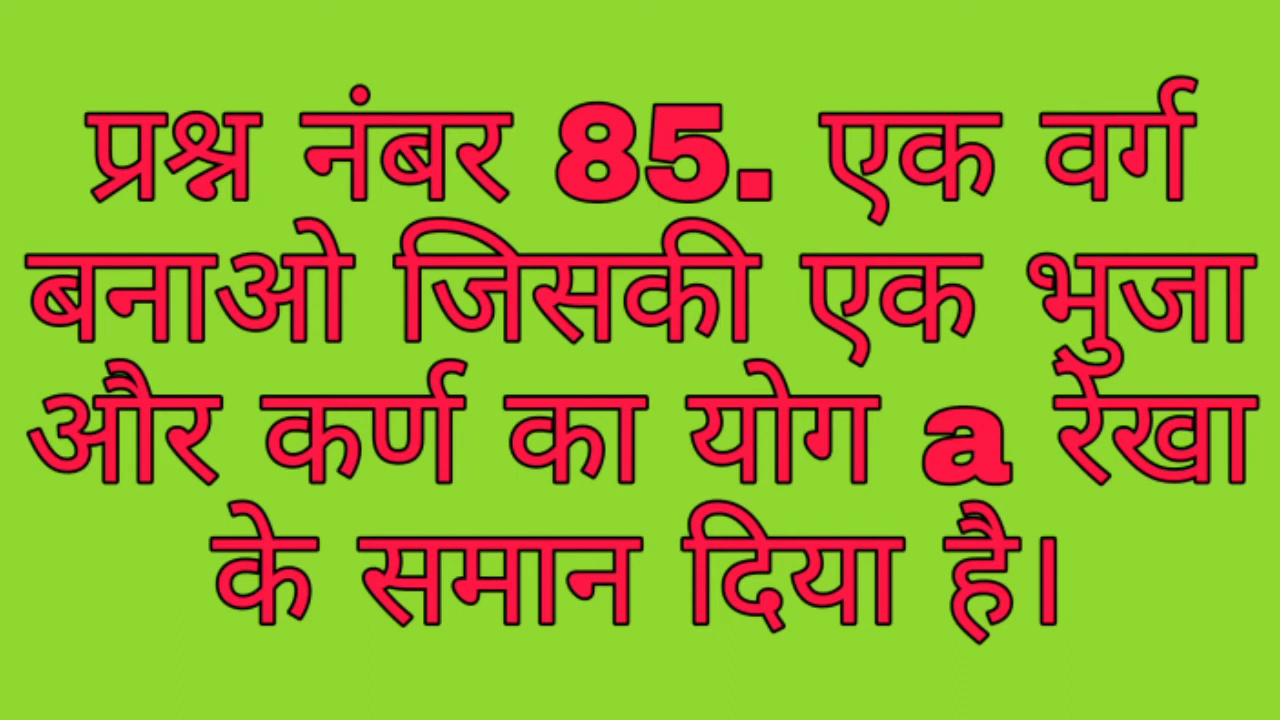 प्रश्न नंबर 85. एक वर्ग
बनाओ जिसकी एक भुजा
और कर्ण का योग a रेखा
के समान दिया है।